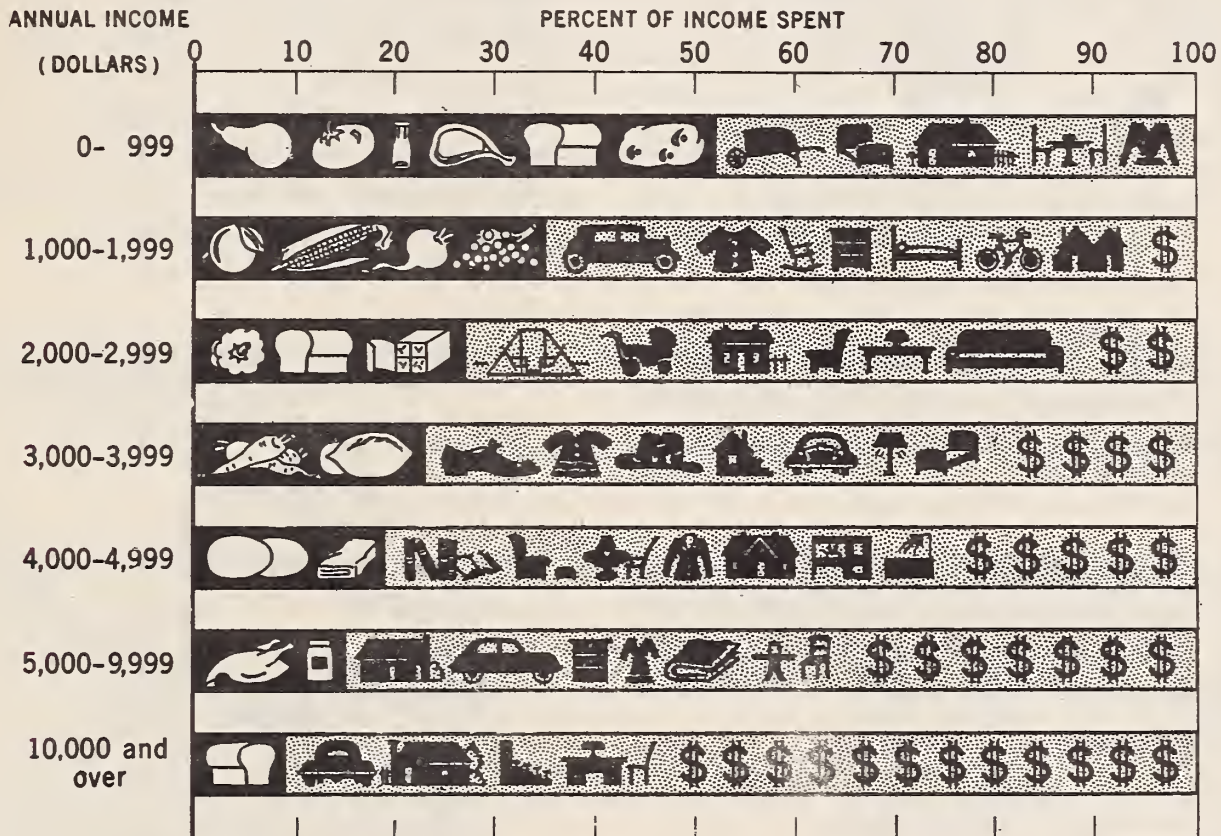 ANNUAL INCOME
(DOLLARS)
PERCENT OF INCOME SPENT
0 10 20 30 40 50 60 70 80 90 100
0- 999
1,000-1,999
$
2,000-2,999
$ $
3,000-3,999
$ $ $ $
4,000-4,999
$ $ $ $ $
5,000-9,999
$ $ $ $ $ $ $
10,000 and
over
$ $ $ $ $ $ $ $ $ $ $ $